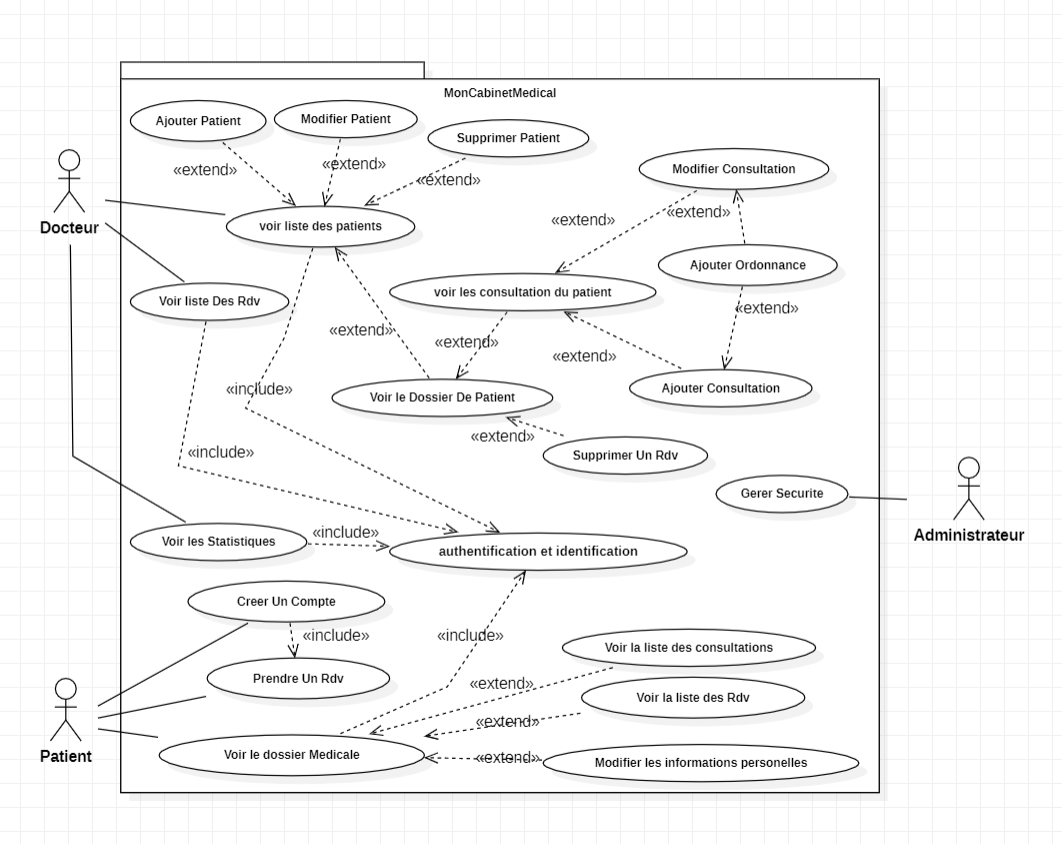 MonCabinetMedical
Ajouter Patient
Modifier Patient
Supprimer Patient
«extend»
«extend»
«extend»
Modifier Consultation
Docteur
voir liste des patients
«extend»
«extend»
Ajouter Ordonnance
Voir liste Des Rdv
voir les consultation du patient
«extend»
«extend»
«extend»
«extend»
«include»
Voir le Dossier De Patient
Ajouter Consultation
«extend»
«include»
Supprimer Un Rdv
Gerer Securite
Administrateur
Voir les Statistiques
«include»
authentification et identification
Creer Un Compte
«include»
«include»
Voir la liste des consultations
Prendre Un Rdv
«extend»
Voir la liste des Rdv
«extend»
Patient
Voir le dossier Medicale
«extend»
Modifier les informations personelles